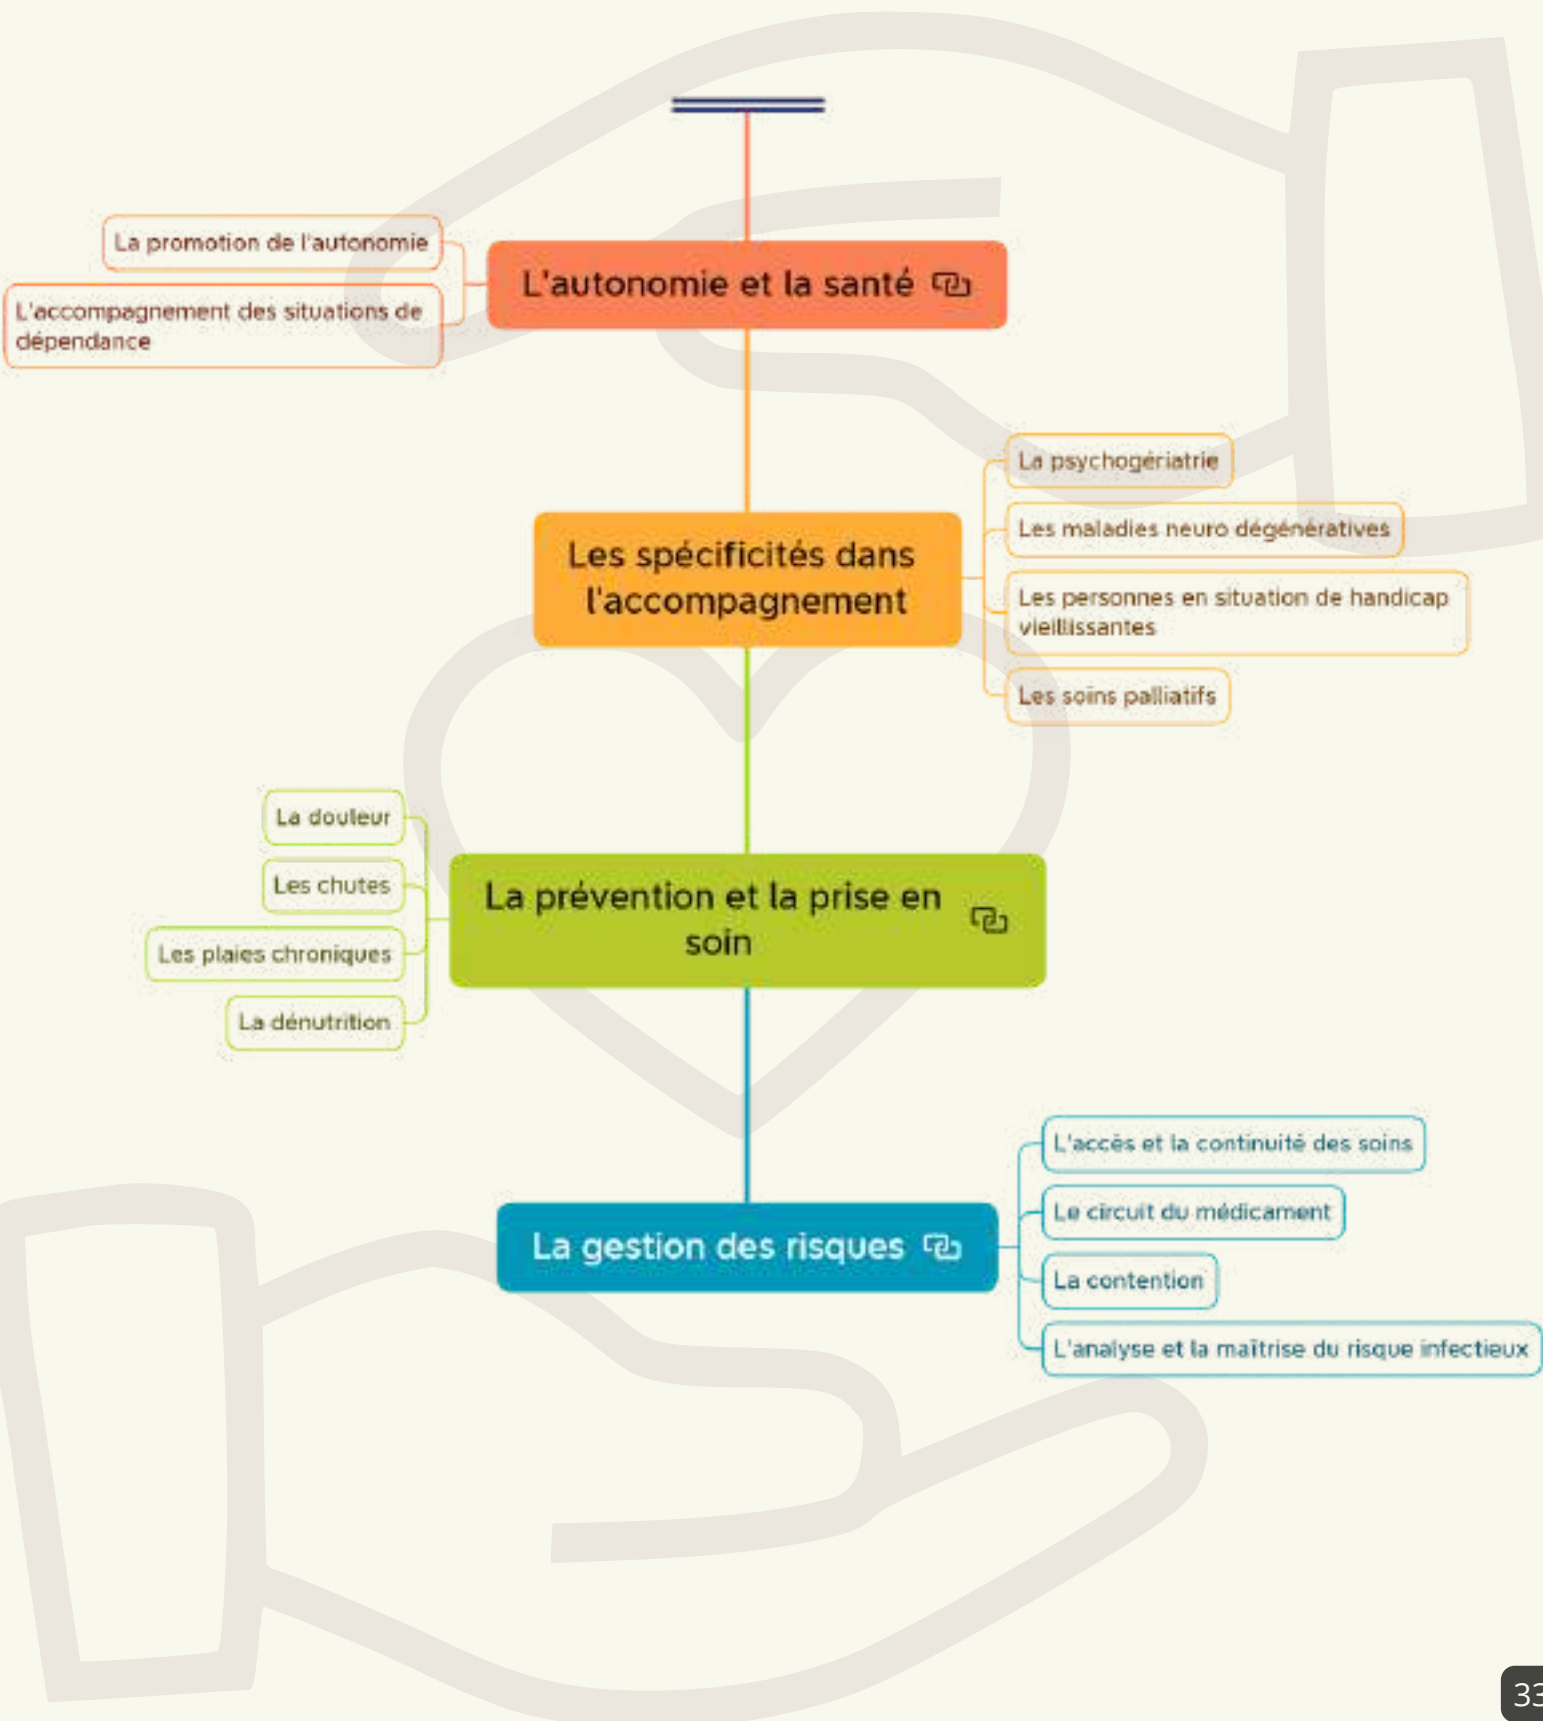 La promotion de l'autonomie
L'accompagnement des situations de
dépendance
L'autonomie et la santé
Les spécificités dans
l'accompagnement
La psychogériatrie
Les maladies neuro dégénératives
Les personnes en situation de handicap
vieillissantes
Les soins palliatifs
La douleur
Les chutes
Les plaies chroniques
La dénutrition
La prévention et la prise en
soin
La gestion des risques
L'accès et la continuité des soins
Le circuit du médicament
La contention
L'analyse et la maîtrise du risque infectieux
33